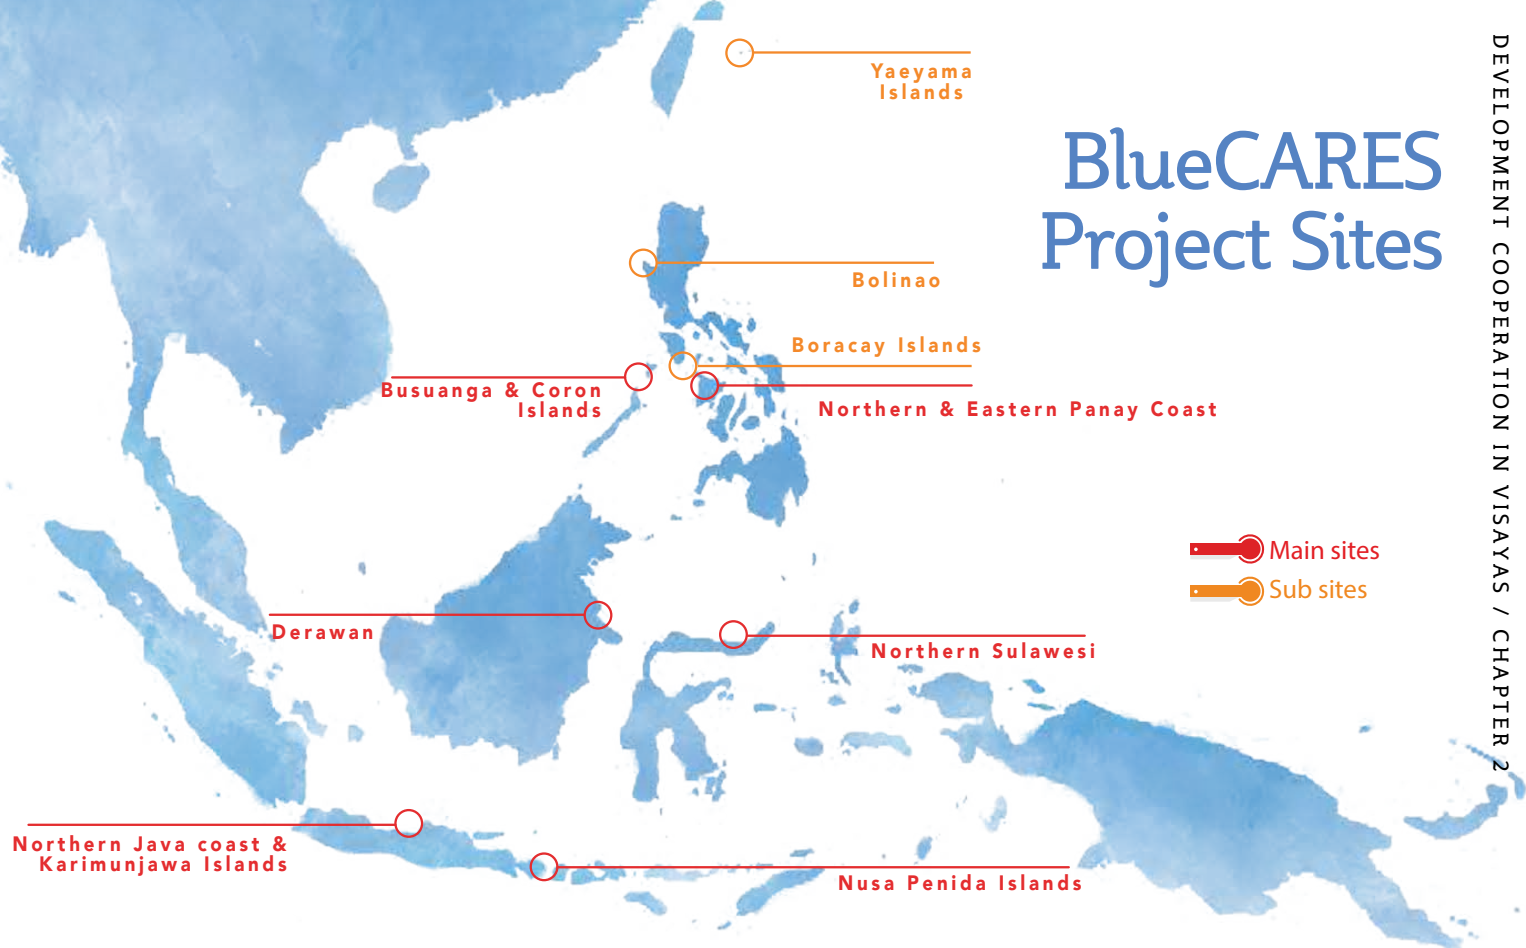 Yaeyama
Islands
BlueCARES
Project Sites
Bolinao
Boracay Islands
Busuanga & Coron
Islands
Northern & Eastern Panay Coast
Main sites
Sub sites
Derawan
Northern Sulawesi
Northern Java coast &
Karimunjawa Islands
Nusa Penida Islands
DEVELOPMENT COOPERATION IN VISAYAS / CHAPTER 2